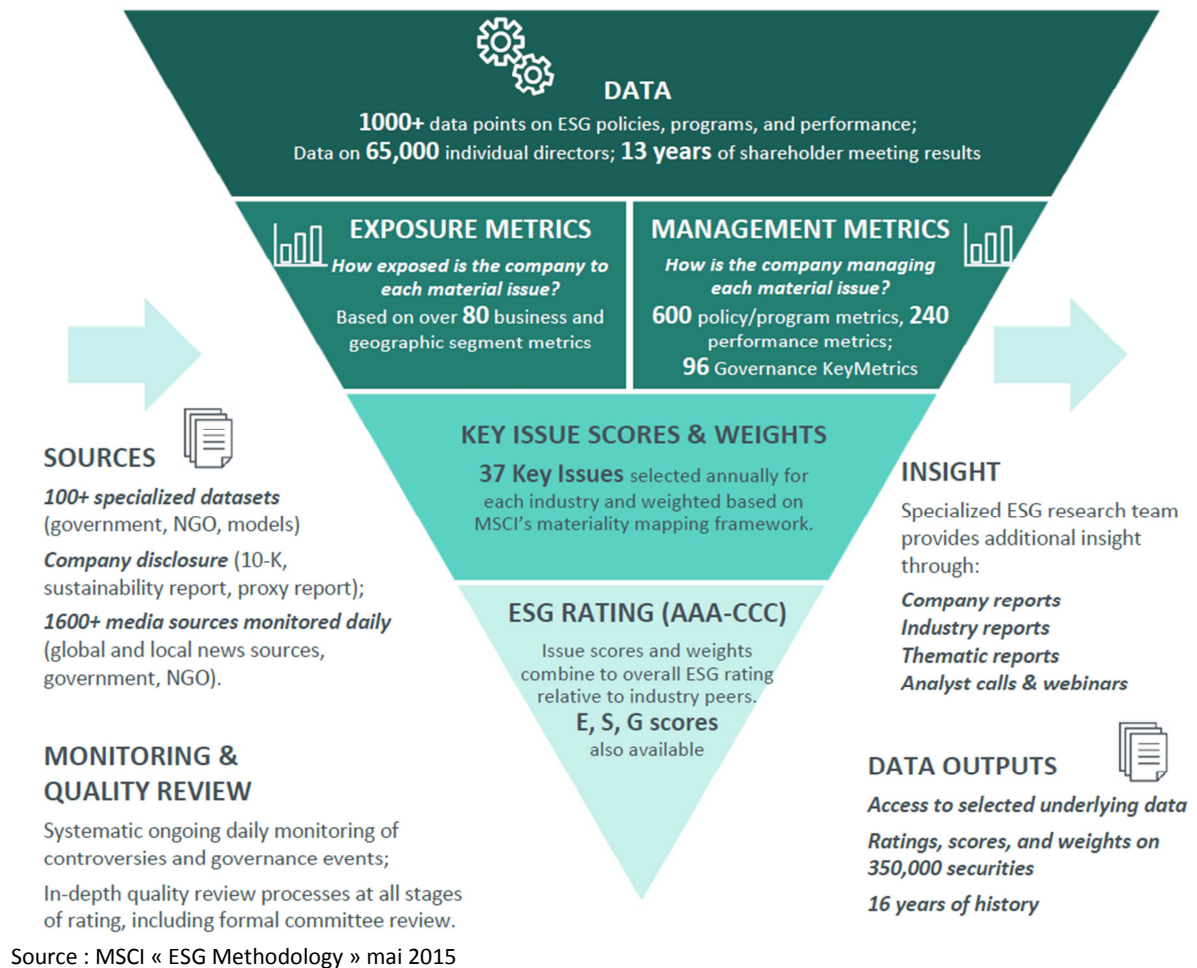 DATA
1000+ data points on ESG policies, programs, and performance;
Data on 65,000 individual directors; 13 years of shareholder meeting results
EXPOSURE METRICS
How exposed is the company to
each material issue?
Based on over 80 business and
geographic segment metrics
MANAGEMENT METRICS
How is the company managing
each material issue?
600 policy/program metrics, 240
performance metrics;
96 Governance KeyMetrics
KEY ISSUE SCORES & WEIGHTS
37 Key Issues selected annually for
each industry and weighted based on
MSCI's materiality mapping framework.
ESG RATING (AAA-CCC)
Issue scores and weights
combine to overall ESG rating
relative to industry peers.
E, S, G scores
also available
SOURCES
100+ specialized datasets
(government, NGO, models)
Company disclosure (10-K,
sustainability report, proxy report);
1600+ media sources monitored daily
(global and local news sources,
government, NGO).
MONITORING &
QUALITY REVIEW
Systematic ongoing daily monitoring of
controversies and governance events;
In-depth quality review processes at all stages
of rating, including formal committee review.
INSIGHT
Specialized ESG research team
provides additional insight
through:
Company reports
Industry reports
Thematic reports
Analyst calls & webinars
DATA OUTPUTS
Access to selected underlying data
Ratings, scores, and weights on
350,000 securities
16 years of history
Source : MSCI « ESG Methodology » mai 2015